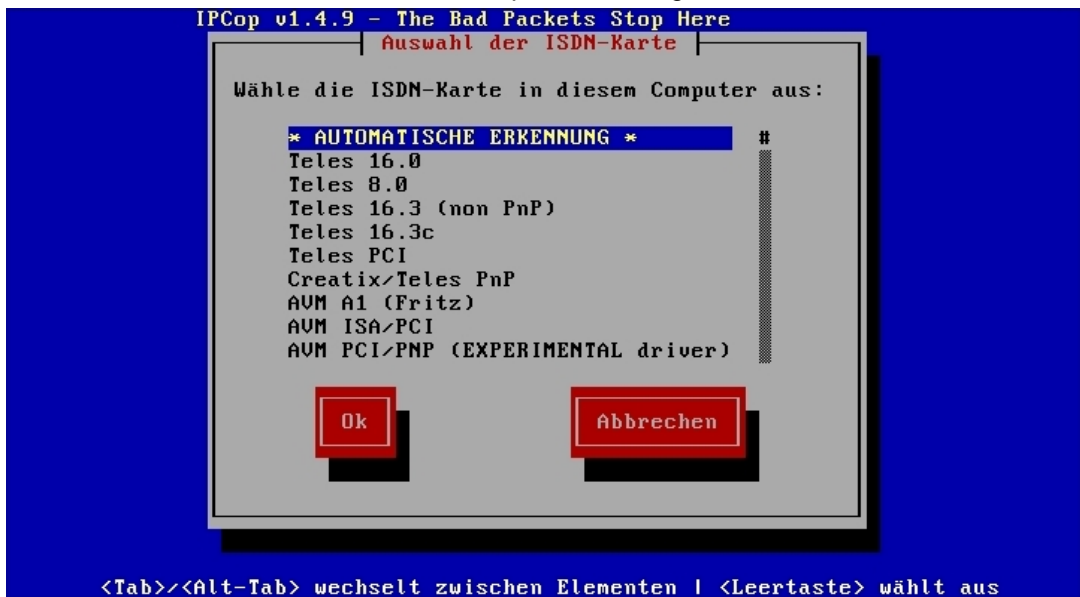 IPCop v1.4.9 - The Bad Packets Stop Here
Auswahl der ISDN-Karte
Wähle die ISDN-Karte in diesem Computer aus:
* AUTOMATISCHE ERKENNUNG * #
Teles 16.0
Teles 8.0
Teles 16.3 (non PnP)
Teles 16.3c
Teles PCI
Creatix/Teles PnP
AVM A1 (Fritz)
AVM ISA/PCI
AVM PCI/PNP (EXPERIMENTAL driver)
Ok Abbrechen
<Tab>/<Alt-Tab> wechselt zwischen Elementen | <Leertaste> wählt aus